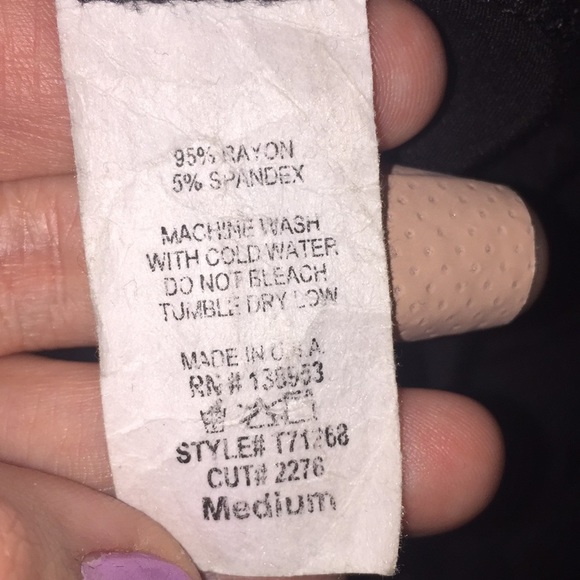 95% RAYON
5% SPANDEX
MACHINE WASH
WITH COLD WATER
DO NOT BLEACH
TUMBLE DRY LOW
MADE IN U.S.A.
RN #
STYLE#
CUT# 2276
Medium